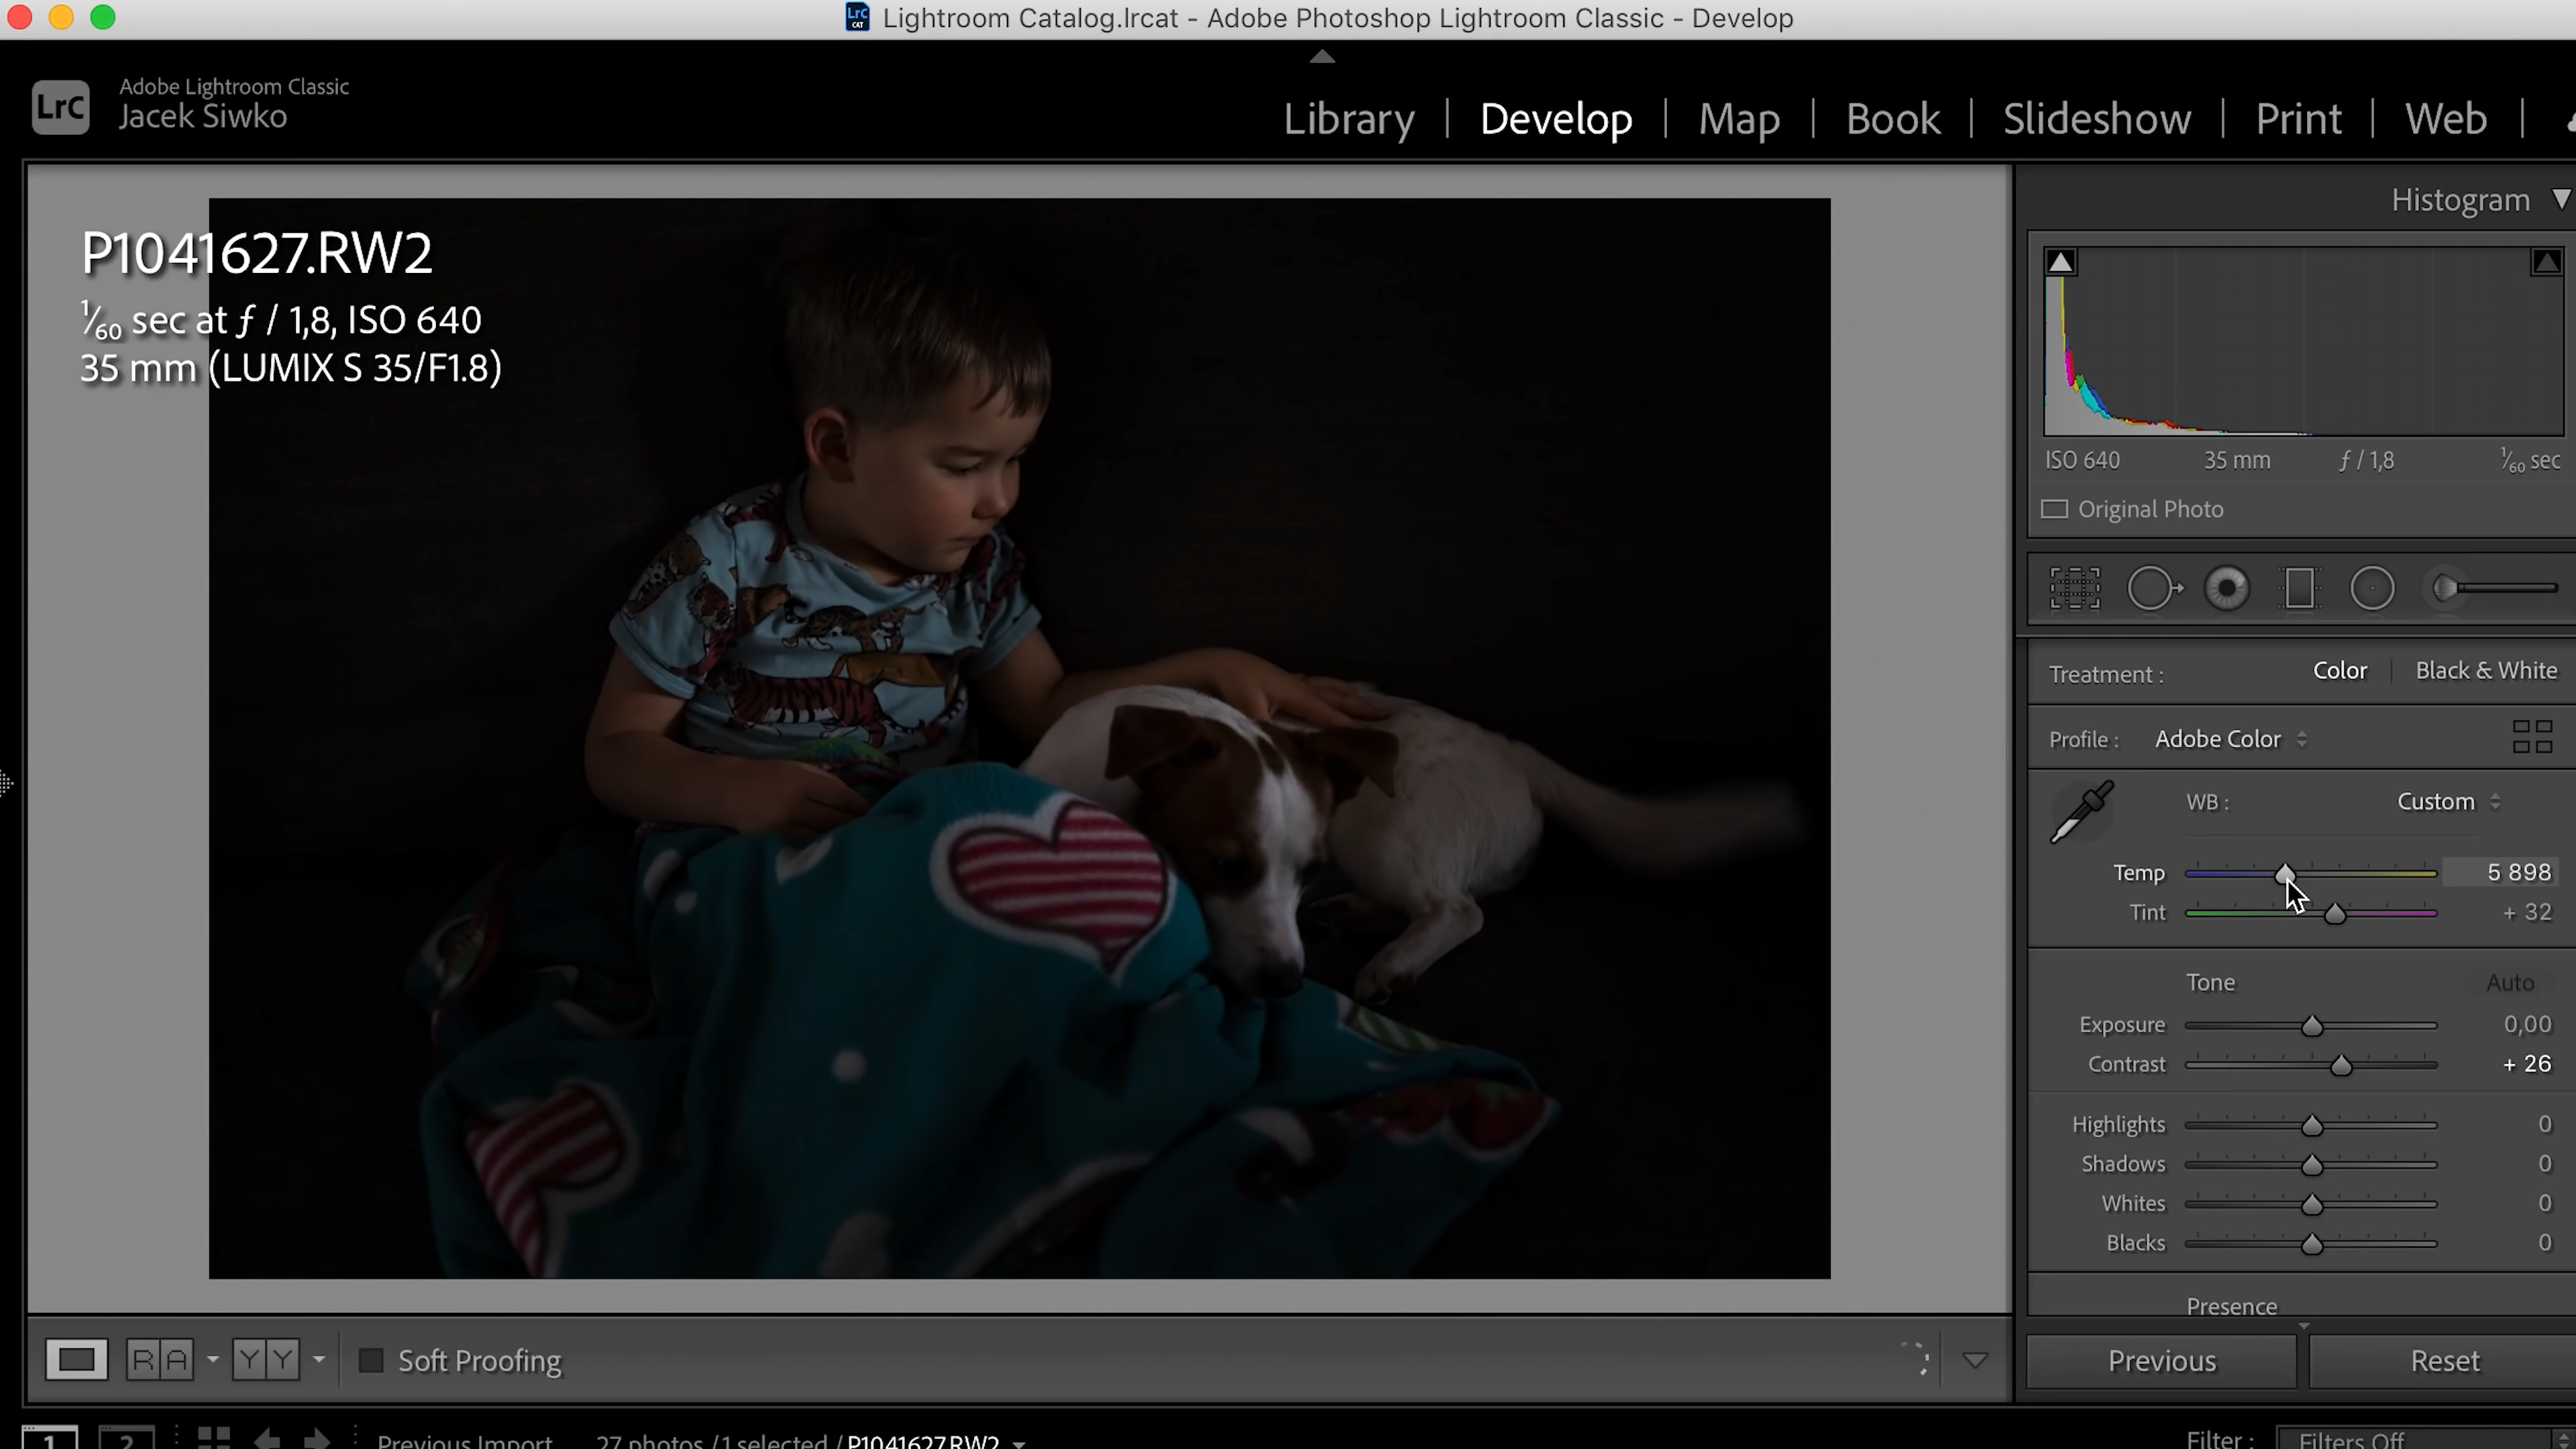 Lightroom Catalog.lrcat - Adobe Photoshop Lightroom Classic - Develop
LrC
Adobe Lightroom Classic
Jacek Siwko
Library | Develop | Map | Book | Slideshow | Print | Web |
P1041627.RW2
1/60 sec at ƒ / 1,8, ISO 640
35 mm (LUMIX S 35/F1.8)
Histogram
ISO 640 35 mm ƒ / 1,8 1/60 sec
Original Photo
Treatment : Color | Black & White
Profile : Adobe Color
WB : Custom
Temp 5 898
Tint + 32
Tone Auto
Exposure 0,00
Contrast + 26
Highlights 0
Shadows 0
Whites 0
Blacks 0
Presence
R A Y Y Soft Proofing
Previous Reset
1 2 Previous Import 27 photos / 1 selected / P1041627.RW2
Filter : Filters Off